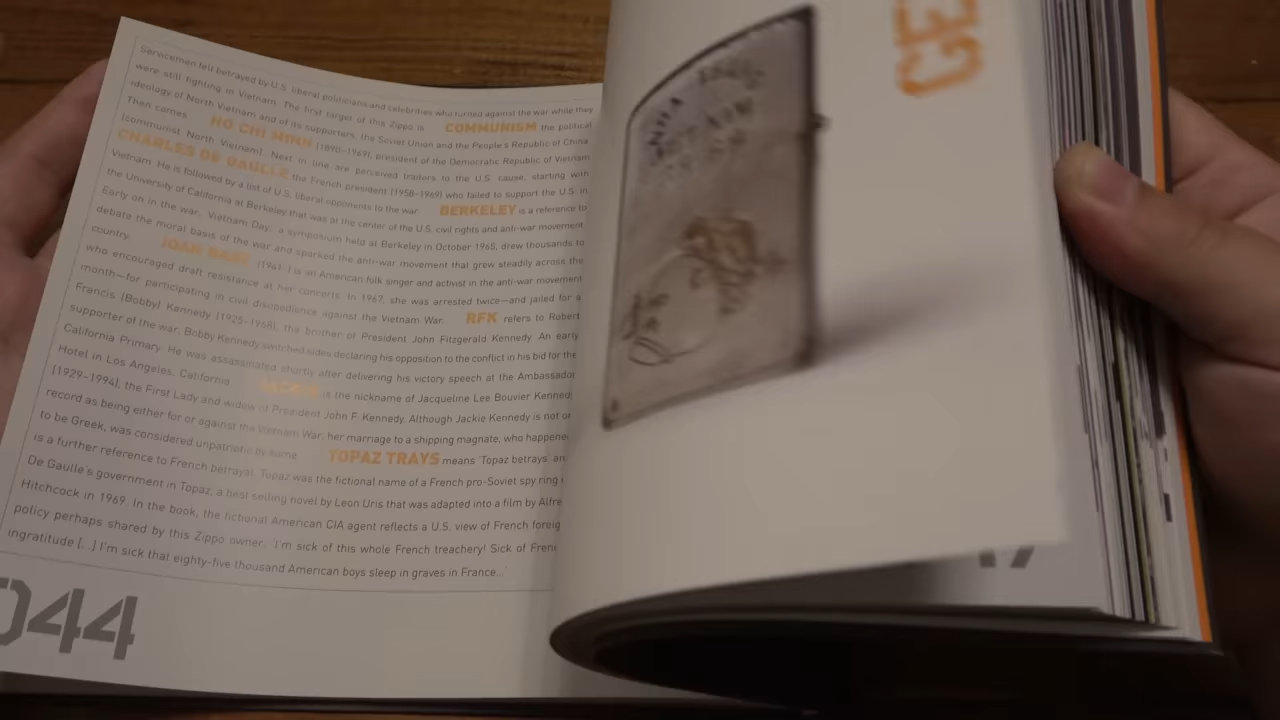 Servicemen felt betrayed by U.S. liberal politicians and celebrities who turned against the war while they
were still fighting in Vietnam. The first target of this Zippo is COMMUNISM the political
ideology of North Vietnam and of its supporters, the Soviet Union and the People's Republic of China
Then comes HO CHI MINH (1890–1969), president of the Democratic Republic of Vietnam
(communist North Vietnam). Next in line are perceived traitors to the U.S. cause, starting with
CHARLES DE GAULLE the French president (1958–1969) who failed to support the U.S. in
Vietnam. He is followed by a list of U.S. liberal opponents to the war. BERKELEY is a reference to
the University of California at Berkeley that was at the center of the U.S. civil rights and anti-war movement
Early on in the war, 'Vietnam Day,' a symposium held at Berkeley in October 1965, drew thousands to
debate the moral basis of the war and sparked the anti-war movement that grew steadily across the
country. JOAN BAEZ (1941–) is an American folk singer and activist in the anti-war movement
who encouraged draft resistance at her concerts. In 1967, she was arrested twice—and jailed for a
month—for participating in civil disobedience against the Vietnam War. RFK refers to Robert
Francis (Bobby) Kennedy (1925–1968), the brother of President John Fitzgerald Kennedy. An early
supporter of the war, Bobby Kennedy switched sides declaring his opposition to the conflict in his bid for the
California Primary. He was assassinated shortly after delivering his victory speech at the Ambassador
Hotel in Los Angeles, California. JACKIE is the nickname of Jacqueline Lee Bouvier Kenned
(1929–1994), the First Lady and widow of President John F. Kennedy. Although Jackie Kennedy is not on
record as being either for or against the Vietnam War, her marriage to a shipping magnate, who happene
to be Greek, was considered unpatriotic by some. TOPAZ TRAYS means 'Topaz betrays' an
is a further reference to French betrayal. Topaz was the fictional name of a French pro-Soviet spy ring i
De Gaulle's government in Topaz, a best selling novel by Leon Uris that was adapted into a film by Alfre
Hitchcock in 1969. In the book, the fictional American CIA agent reflects a U.S. view of French foreig
policy perhaps shared by this Zippo owner: 'I'm sick of this whole French treachery! Sick of Fren
ingratitude [...] I'm sick that eighty-five thousand American boys sleep in graves in France...'
044
GE